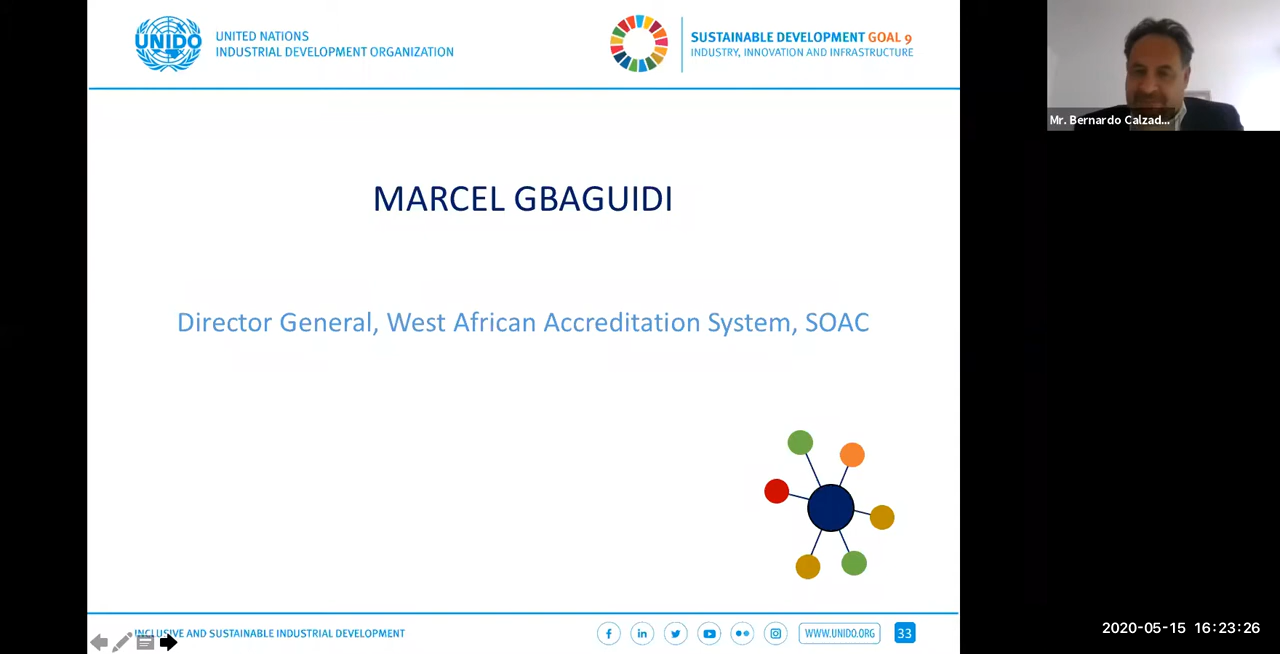 UNIDO
UNITED NATIONS
INDUSTRIAL DEVELOPMENT ORGANIZATION
SUSTAINABLE DEVELOPMENT GOAL 9
INDUSTRY, INNOVATION AND INFRASTRUCTURE
Mr. Bernardo Calzad...
MARCEL GBAGUIDI
Director General, West African Accreditation System, SOAC
INCLUSIVE AND SUSTAINABLE INDUSTRIAL DEVELOPMENT
f
in
WWW.UNIDO.ORG
33
2020-05-15 16:23:26